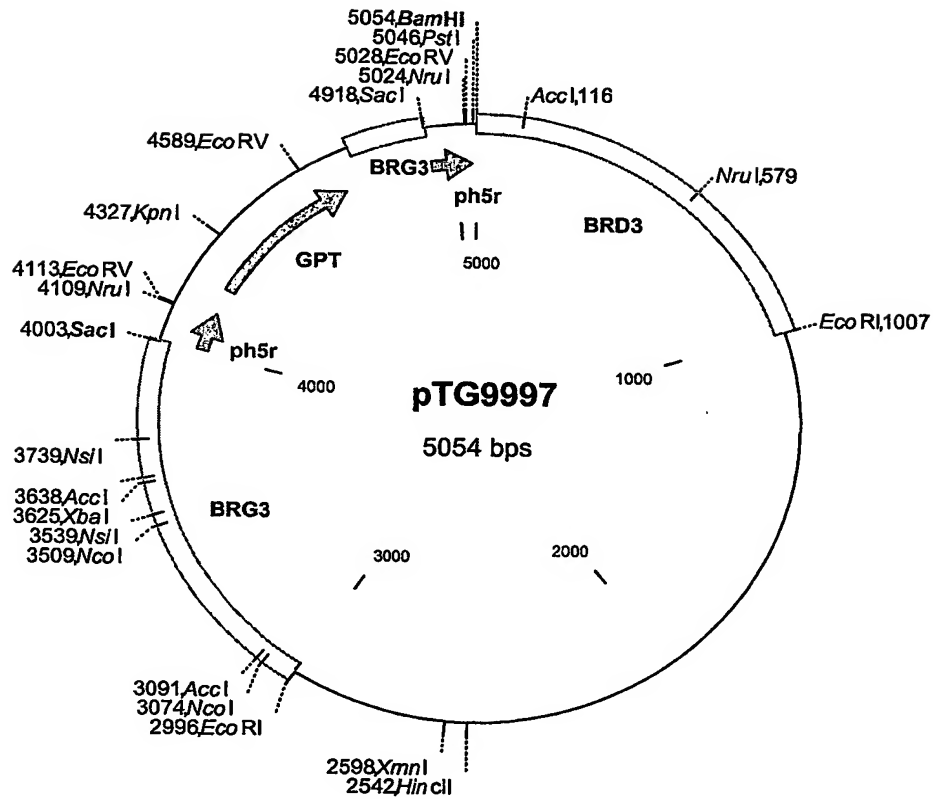 5054,BamHI
5046,PstI
5028,EcoRV
5024,NruI
4918,SacI
AccI,116
4589,EcoRV
BRG3
NruI,579
ph5r
4327,KpnI
BRD3
GPT
5000
4113,EcoRV
4109,NruI
4003,SacI
EcoRI,1007
ph5r
4000
1000
pTG9997
5054 bps
3739,NsiI
3638,AccI
3625,XbaI
3539,NsiI
3509,NcoI
BRG3
3000
2000
3091,AccI
3074,NcoI
2996,EcoRI
2598,XmnI
2542,HincII